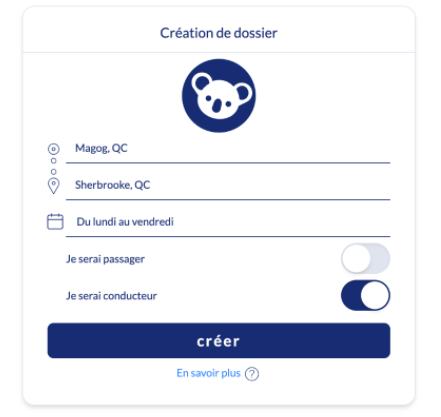 Création de dossier
Magog, QC
Sherbrooke, QC
Du lundi au vendredi
Je serai passager
Je serai conducteur
créer
En savoir plus ?